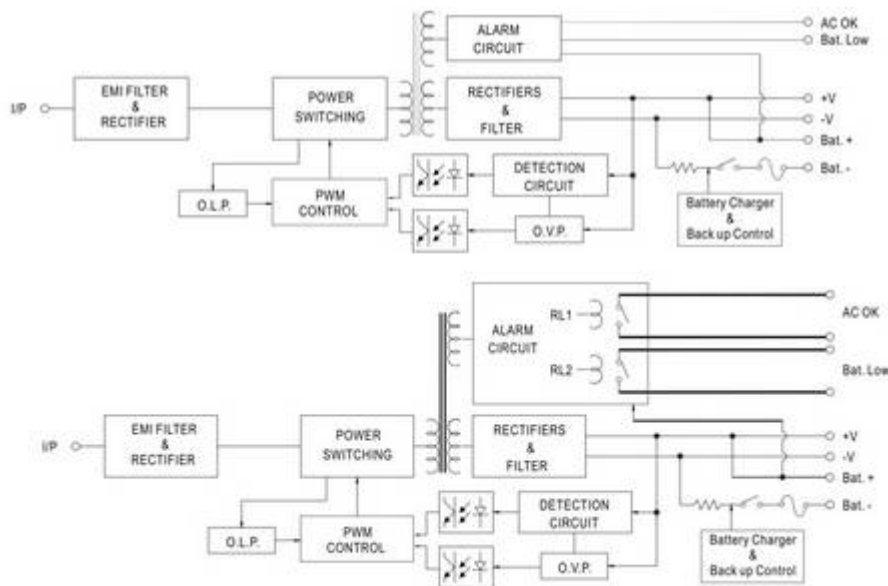 AC OK
ALARM
CIRCUIT
Bat. Low
EMI FILTER
&
RECTIFIER
POWER
SWITCHING
RECTIFIERS
&
FILTER
+V
-V
I/P
Bat. +
DETECTION
CIRCUIT
Bat. -
O.L.P.
PWM
CONTROL
O.V.P.
Battery Charger
&
Back up Control
RL1
AC OK
ALARM
CIRCUIT
RL2
Bat. Low
EMI FILTER
&
RECTIFIER
POWER
SWITCHING
RECTIFIERS
&
FILTER
+V
-V
I/P
Bat. +
DETECTION
CIRCUIT
Bat. -
O.L.P.
PWM
CONTROL
O.V.P.
Battery Charger
&
Back up Control